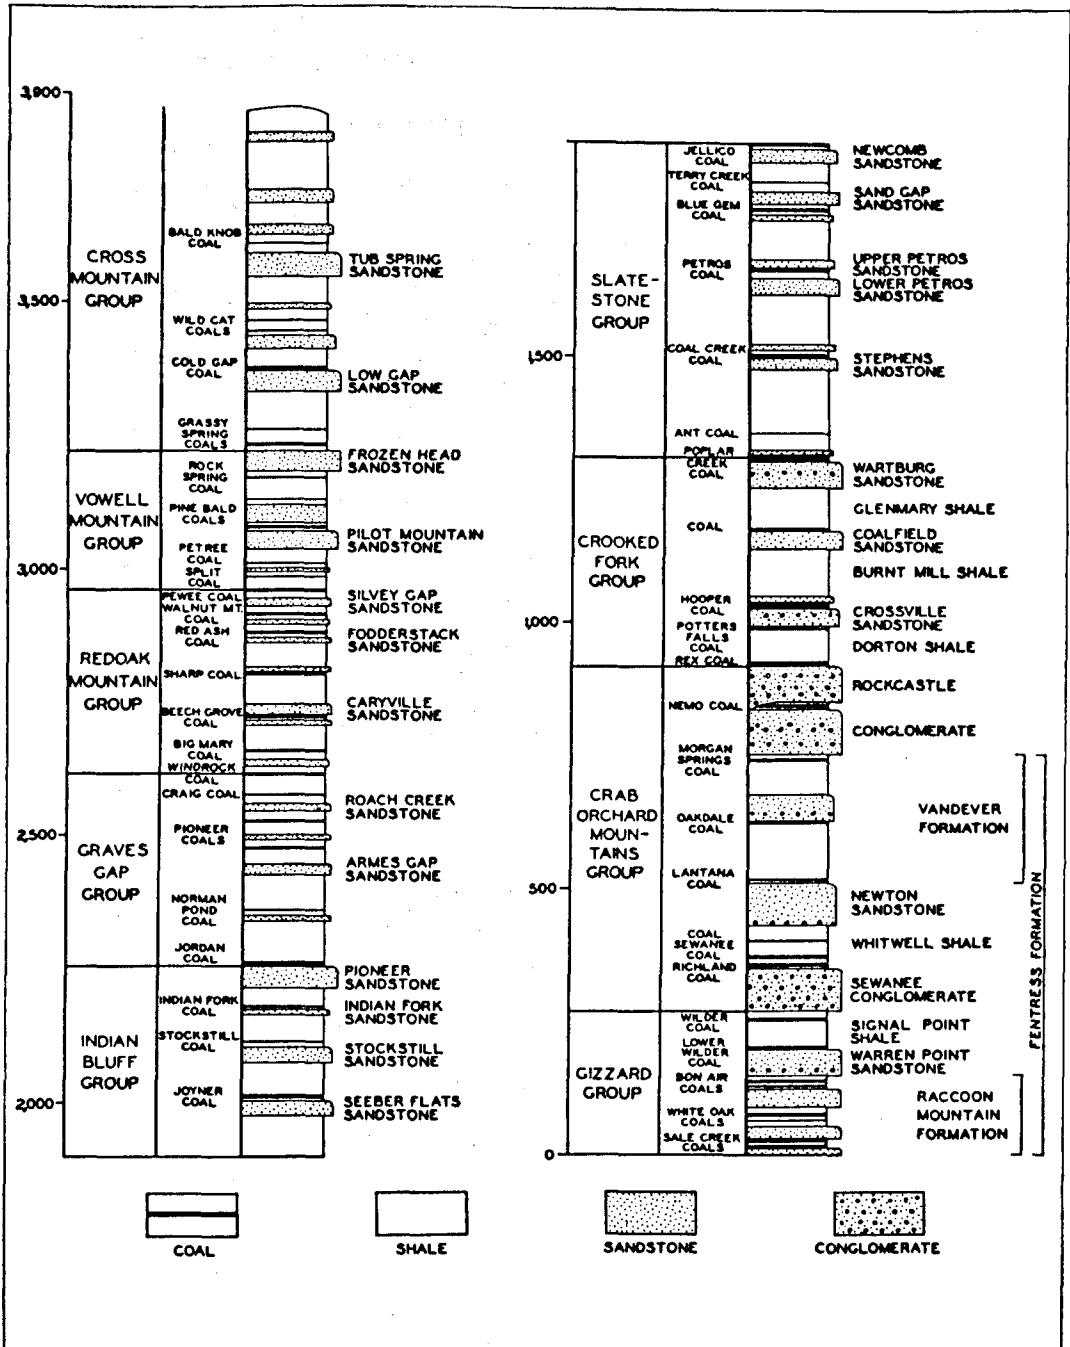 3,900
3,500
3,000
2,500
2,000
CROSS
MOUNTAIN
GROUP
VOWELL
MOUNTAIN
GROUP
REDOAK
MOUNTAIN
GROUP
GRAVES
GAP
GROUP
INDIAN
BLUFF
GROUP
BALD KNOB
COAL
WILD CAT
COALS
COLD GAP
COAL
GRASSY
SPRING
COALS
ROCK
SPRING
COAL
PINE BALD
COALS
PETREE
COAL
SPLIT
COAL
PEWEE COAL
WALNUT MT.
COAL
RED ASH
COAL
SHARP COAL
BEECH GROVE
COAL
BIG MARY
COAL
WINDROCK
COAL
CRAIG COAL
PIONEER
COALS
NORMAN
POND
COAL
JORDAN
COAL
INDIAN FORK
COAL
STOCKSTILL
COAL
JOYNER
COAL
TUB SPRING
SANDSTONE
LOW GAP
SANDSTONE
FROZEN HEAD
SANDSTONE
PILOT MOUNTAIN
SANDSTONE
SILVEY GAP
SANDSTONE
FODDERSTACK
SANDSTONE
CARYVILLE
SANDSTONE
ROACH CREEK
SANDSTONE
ARMES GAP
SANDSTONE
PIONEER
SANDSTONE
INDIAN FORK
SANDSTONE
STOCKSTILL
SANDSTONE
SEEBER FLATS
SANDSTONE
1,500
1,000
500
0
SLATE-
STONE
GROUP
CROOKED
FORK
GROUP
CRAB
ORCHARD
MOUN-
TAINS
GROUP
GIZZARD
GROUP
JELLICO
COAL
TERRY CREEK
COAL
BLUE GEM
COAL
PETROS
COAL
COAL CREEK
COAL
ANT COAL
POPLAR
CREEK
COAL
COAL
HOOPER
COAL
POTTERS
FALLS
COAL
REX COAL
NEMO COAL
MORGAN
SPRINGS
COAL
OAKDALE
COAL
LANTANA
COAL
COAL
SEWANEE
COAL
RICHLAND
COAL
WILDER
COAL
LOWER
WILDER
COAL
BON AIR
COALS
WHITE OAK
COALS
SALE CREEK
COALS
NEWCOMB
SANDSTONE
SAND GAP
SANDSTONE
UPPER PETROS
SANDSTONE
LOWER PETROS
SANDSTONE
STEPHENS
SANDSTONE
WARTBURG
SANDSTONE
GLENMARY SHALE
COALFIELD
SANDSTONE
BURNT MILL SHALE
CROSSVILLE
SANDSTONE
DORTON SHALE
ROCKCASTLE
CONGLOMERATE
VANDEVER
FORMATION
NEWTON
SANDSTONE
WHITWELL SHALE
SEWANEE
CONGLOMERATE
SIGNAL POINT
SHALE
WARREN POINT
SANDSTONE
RACCOON
MOUNTAIN
FORMATION
FENTRESS FORMATION
COAL
SHALE
SANDSTONE
CONGLOMERATE